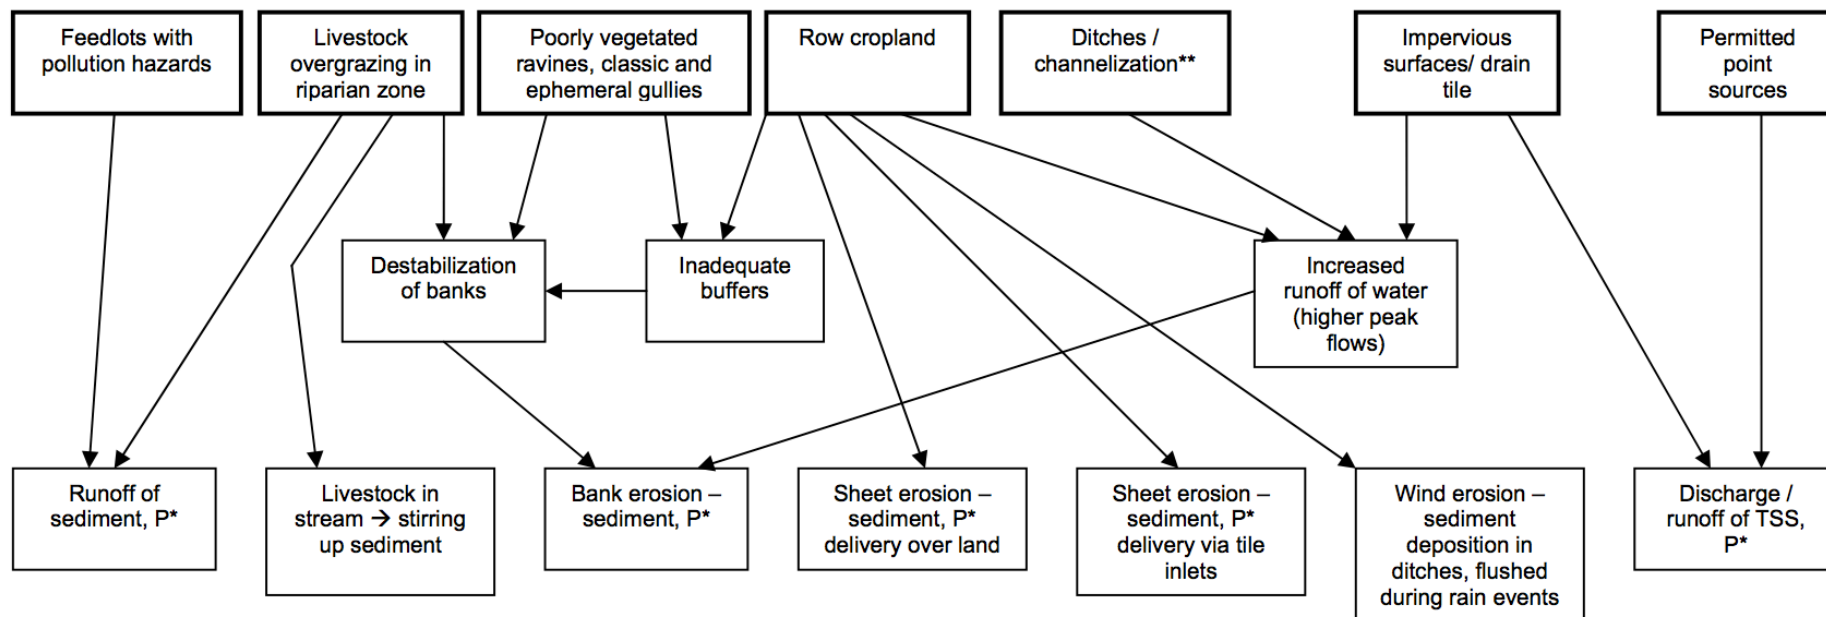 Feedlots with
pollution hazards
Livestock
overgrazing in
riparian zone
Poorly vegetated
ravines, classic and
ephemeral gullies
Row cropland
Ditches /
channelization**
Impervious
surfaces/ drain
tile
Permitted
point
sources
Destabilization
of banks
Inadequate
buffers
Increased
runoff of water
(higher peak
flows)
Runoff of
sediment, P*
Livestock in
stream → stirring
up sediment
Bank erosion –
sediment, P*
Sheet erosion –
sediment, P*
delivery over land
Sheet erosion –
sediment, P*
delivery via tile
inlets
Wind erosion –
sediment
deposition in
ditches, flushed
during rain events
Discharge /
runoff of TSS,
P*